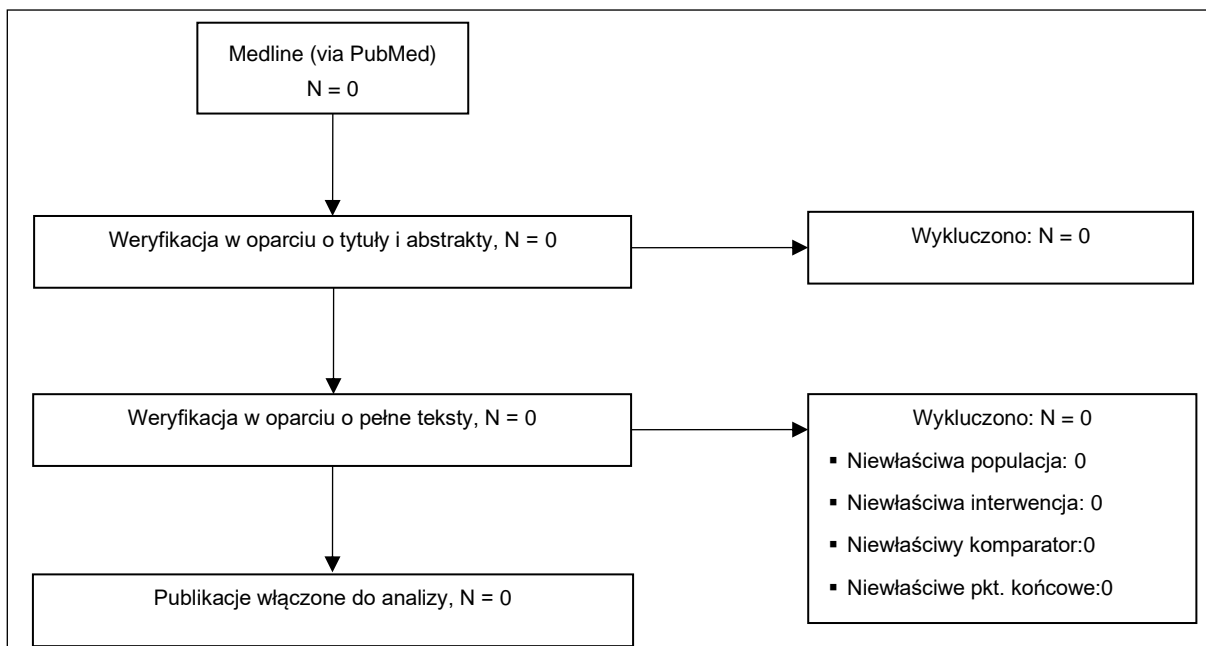 Medline (via PubMed)
N = 0
Weryfikacja w oparciu o tytuły i abstrakty, N = 0
Wykluczono: N = 0
Weryfikacja w oparciu o pełne teksty, N = 0
Wykluczono: N = 0
▪ Niewłaściwa populacja: 0
▪ Niewłaściwa interwencja: 0
▪ Niewłaściwy komparator:0
▪ Niewłaściwe pkt. końcowe:0
Publikacje włączone do analizy, N = 0